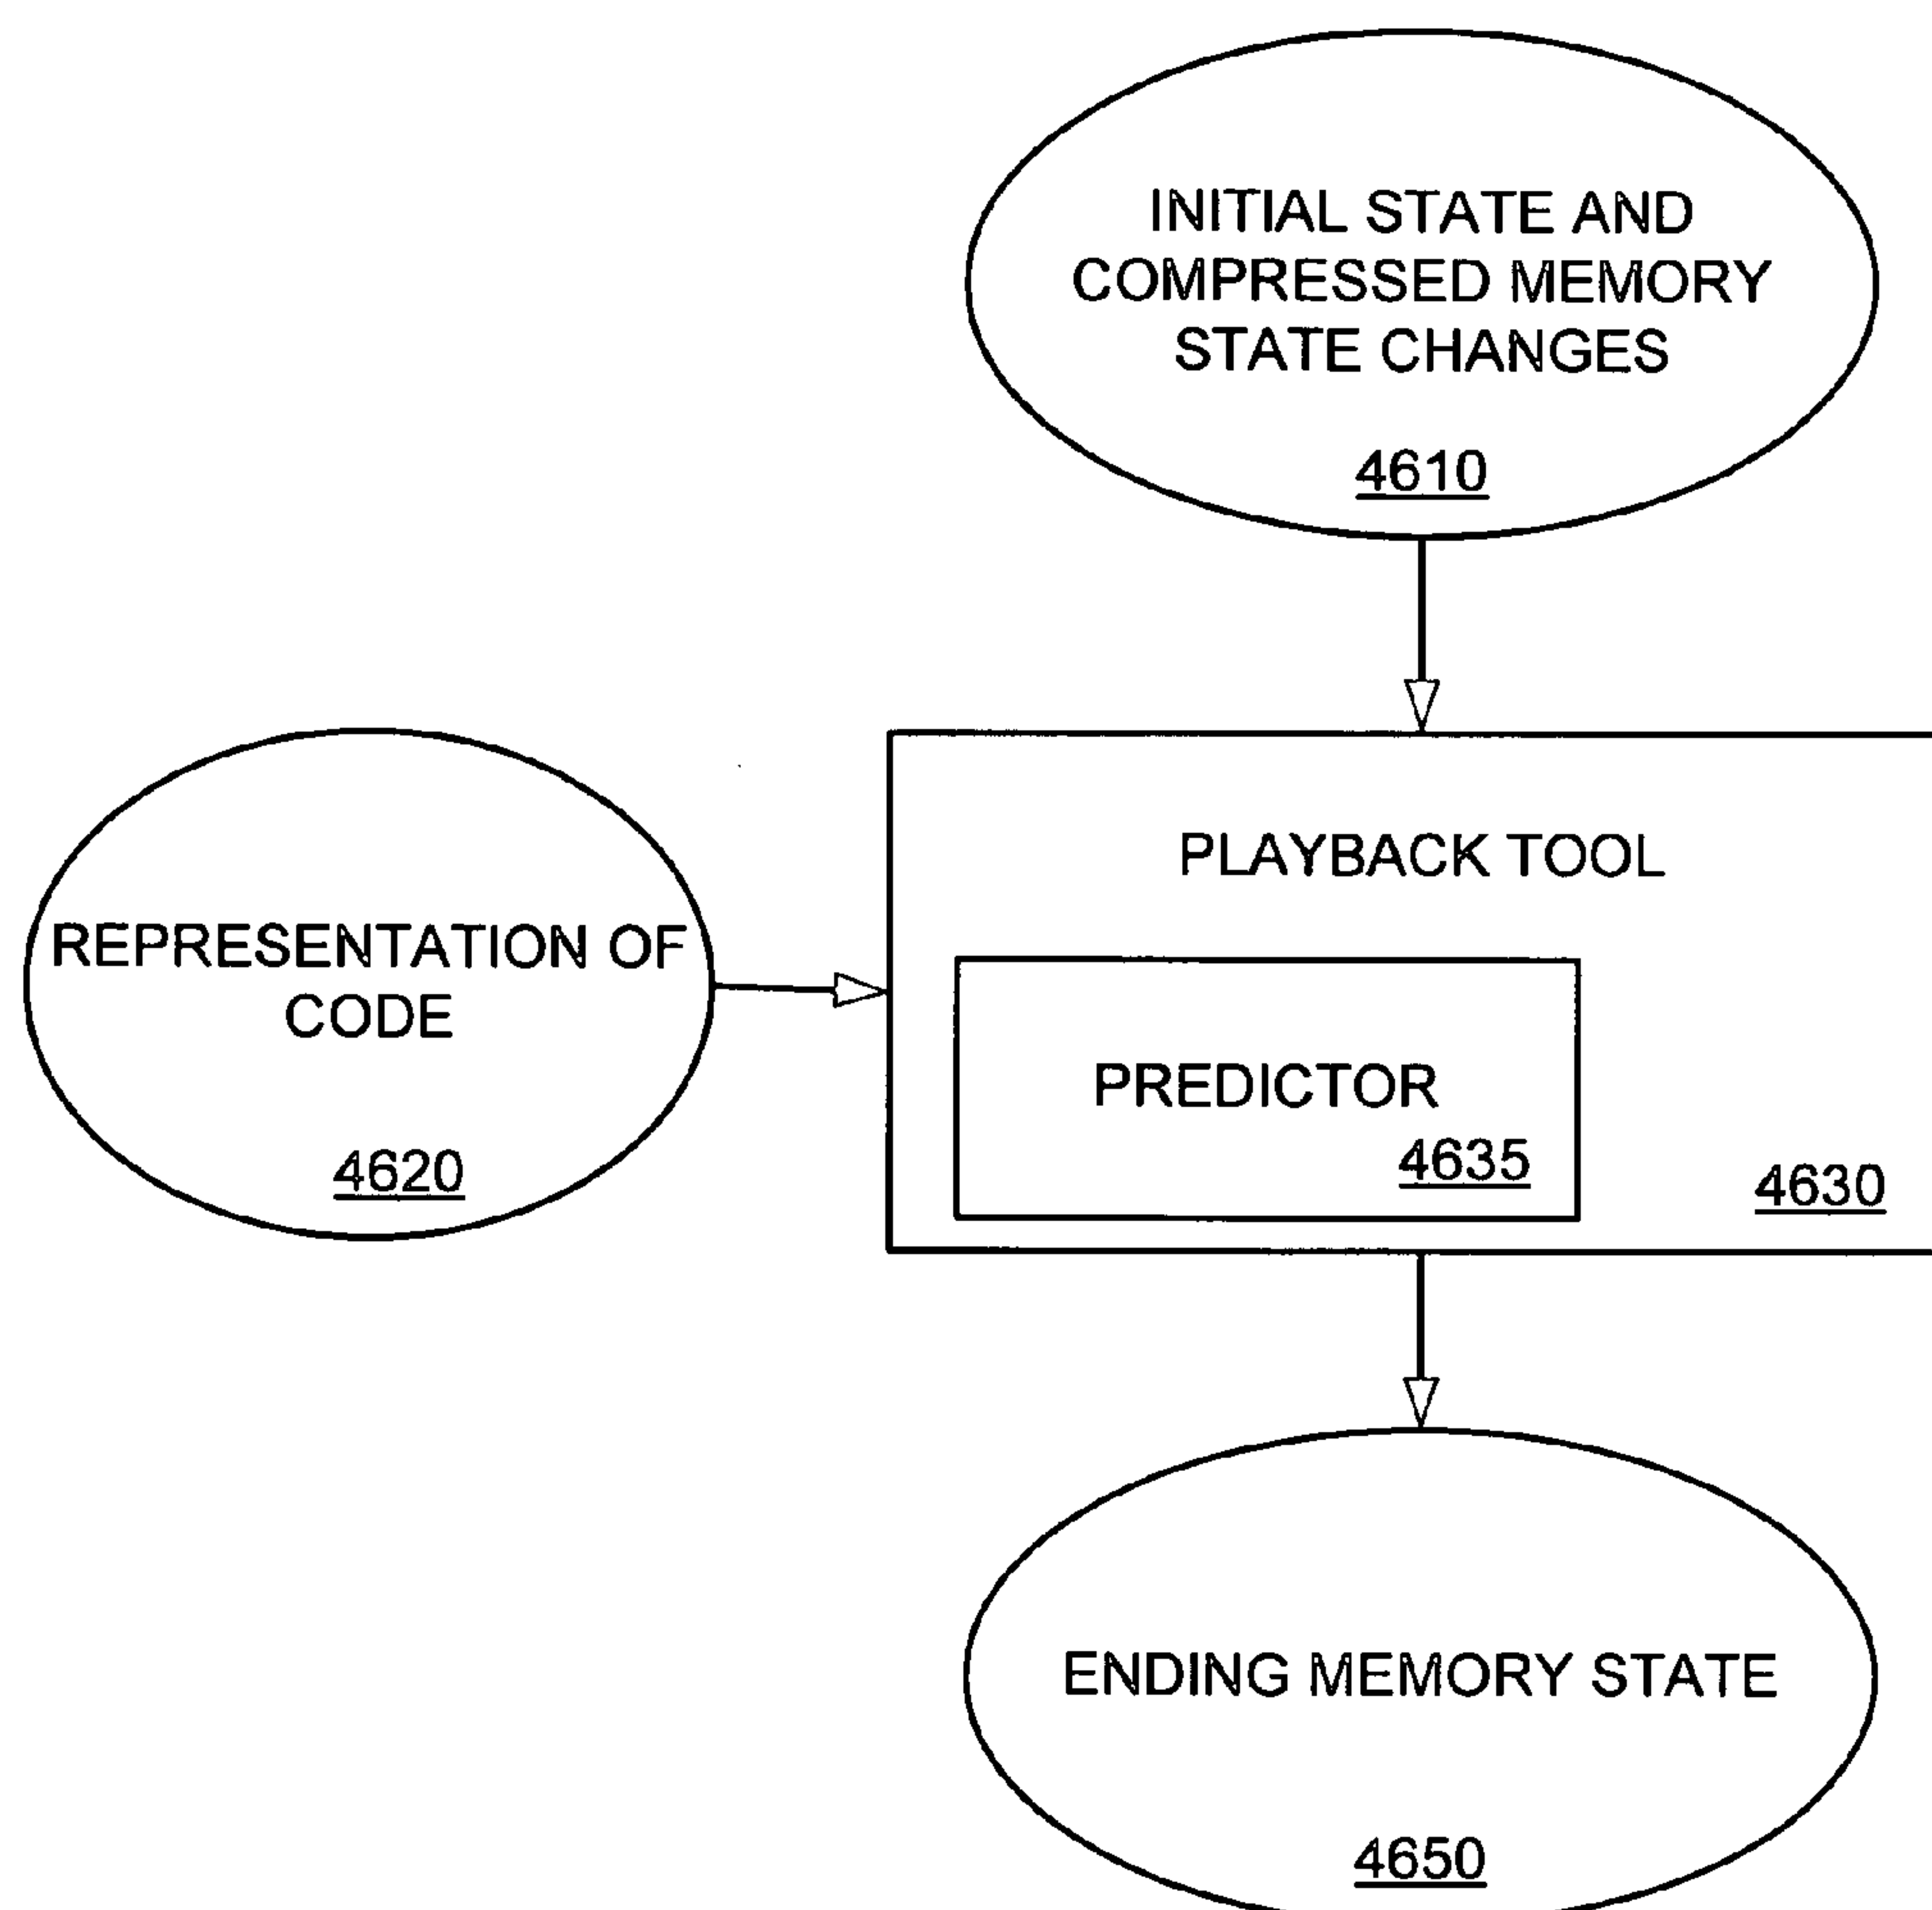 INITIAL STATE AND
COMPRESSED MEMORY
STATE CHANGES
4610
PLAYBACK TOOL
REPRESENTATION OF
CODE
4620
PREDICTOR
4635
4630
ENDING MEMORY STATE
4650